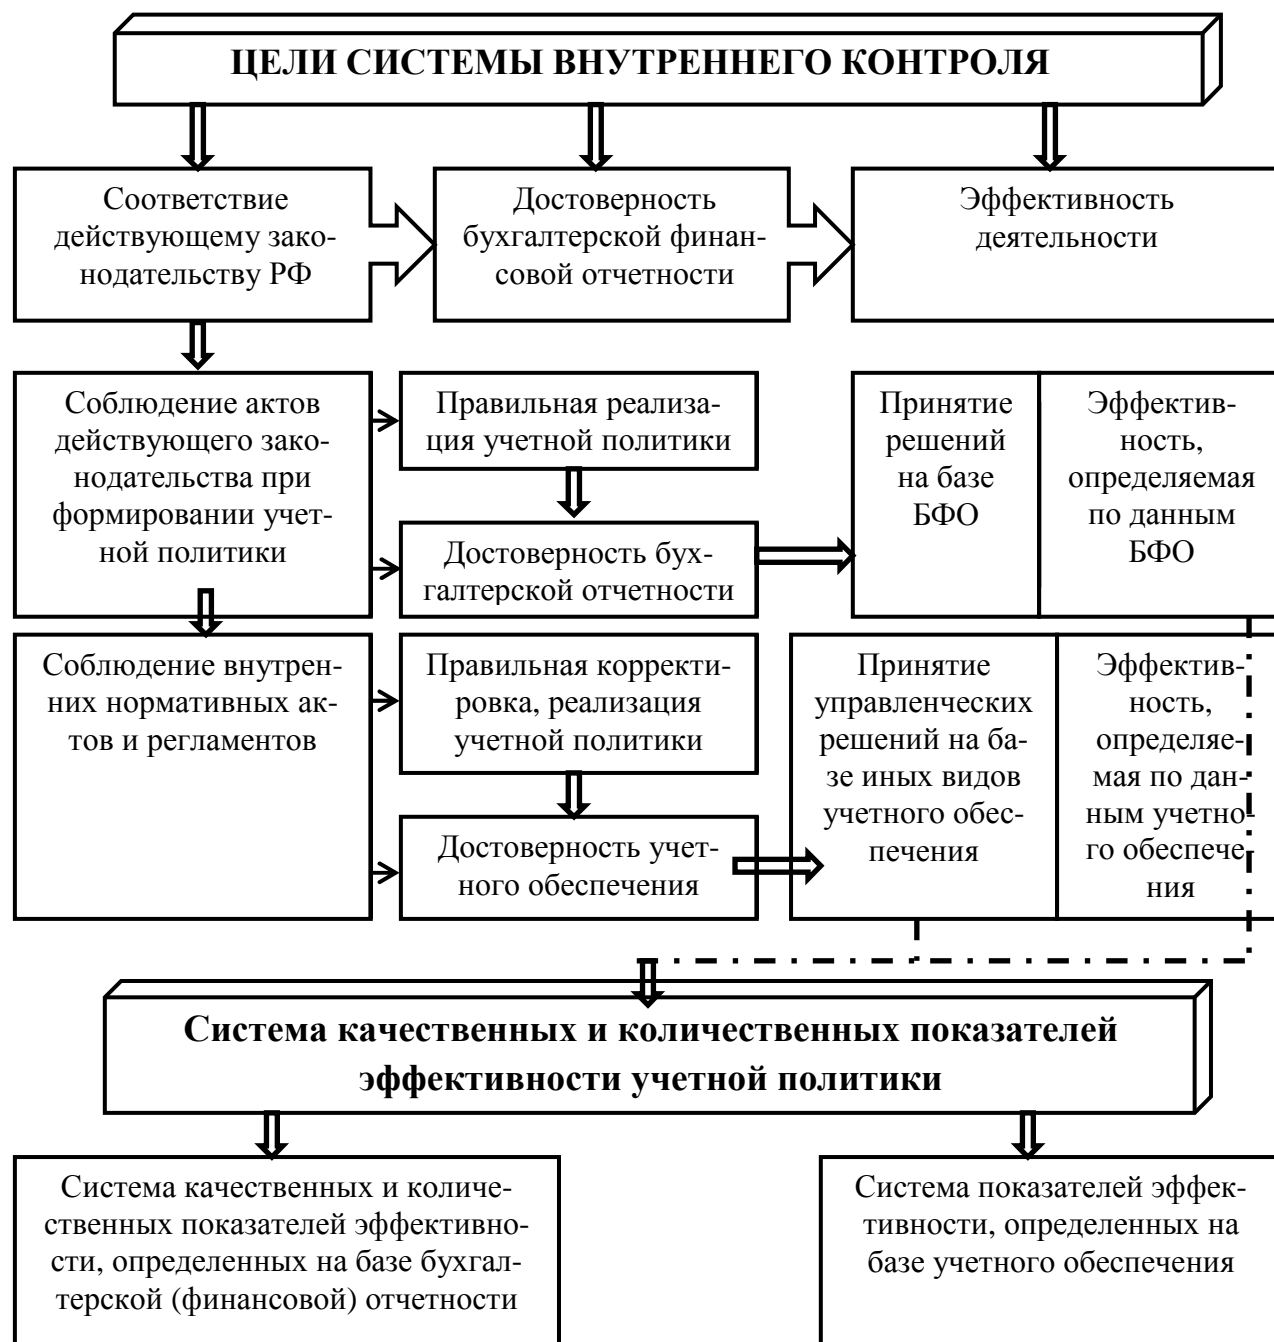 ЦЕЛИ СИСТЕМЫ ВНУТРЕННЕГО КОНТРОЛЯ
Соответствие
действующему зако-
нодательству РФ
Достоверность
бухгалтерской финан-
совой отчетности
Эффективность
деятельности
Соблюдение актов
действующего зако-
нодательства при
формировании учет-
ной политики
Правильная реализа-
ция учетной политики
Достоверность бух-
галтерской отчетности
Принятие
решений
на базе
БФО
Эффектив-
ность,
определяемая
по данным
БФО
Соблюдение внутрен-
них нормативных ак-
тов и регламентов
Правильная корректи-
ровка, реализация
учетной политики
Достоверность учет-
ного обеспечения
Принятие
управленческих
решений на ба-
зе иных видов
учетного обес-
печения
Эффектив-
ность,
определяе-
мая по дан-
ным учетно-
го обеспече-
ния
Система качественных и количественных показателей
эффективности учетной политики
Система качественных и количе-
ственных показателей эффективно-
сти, определенных на базе бухгал-
терской (финансовой) отчетности
Система показателей эффек-
тивности, определенных на
базе учетного обеспечения